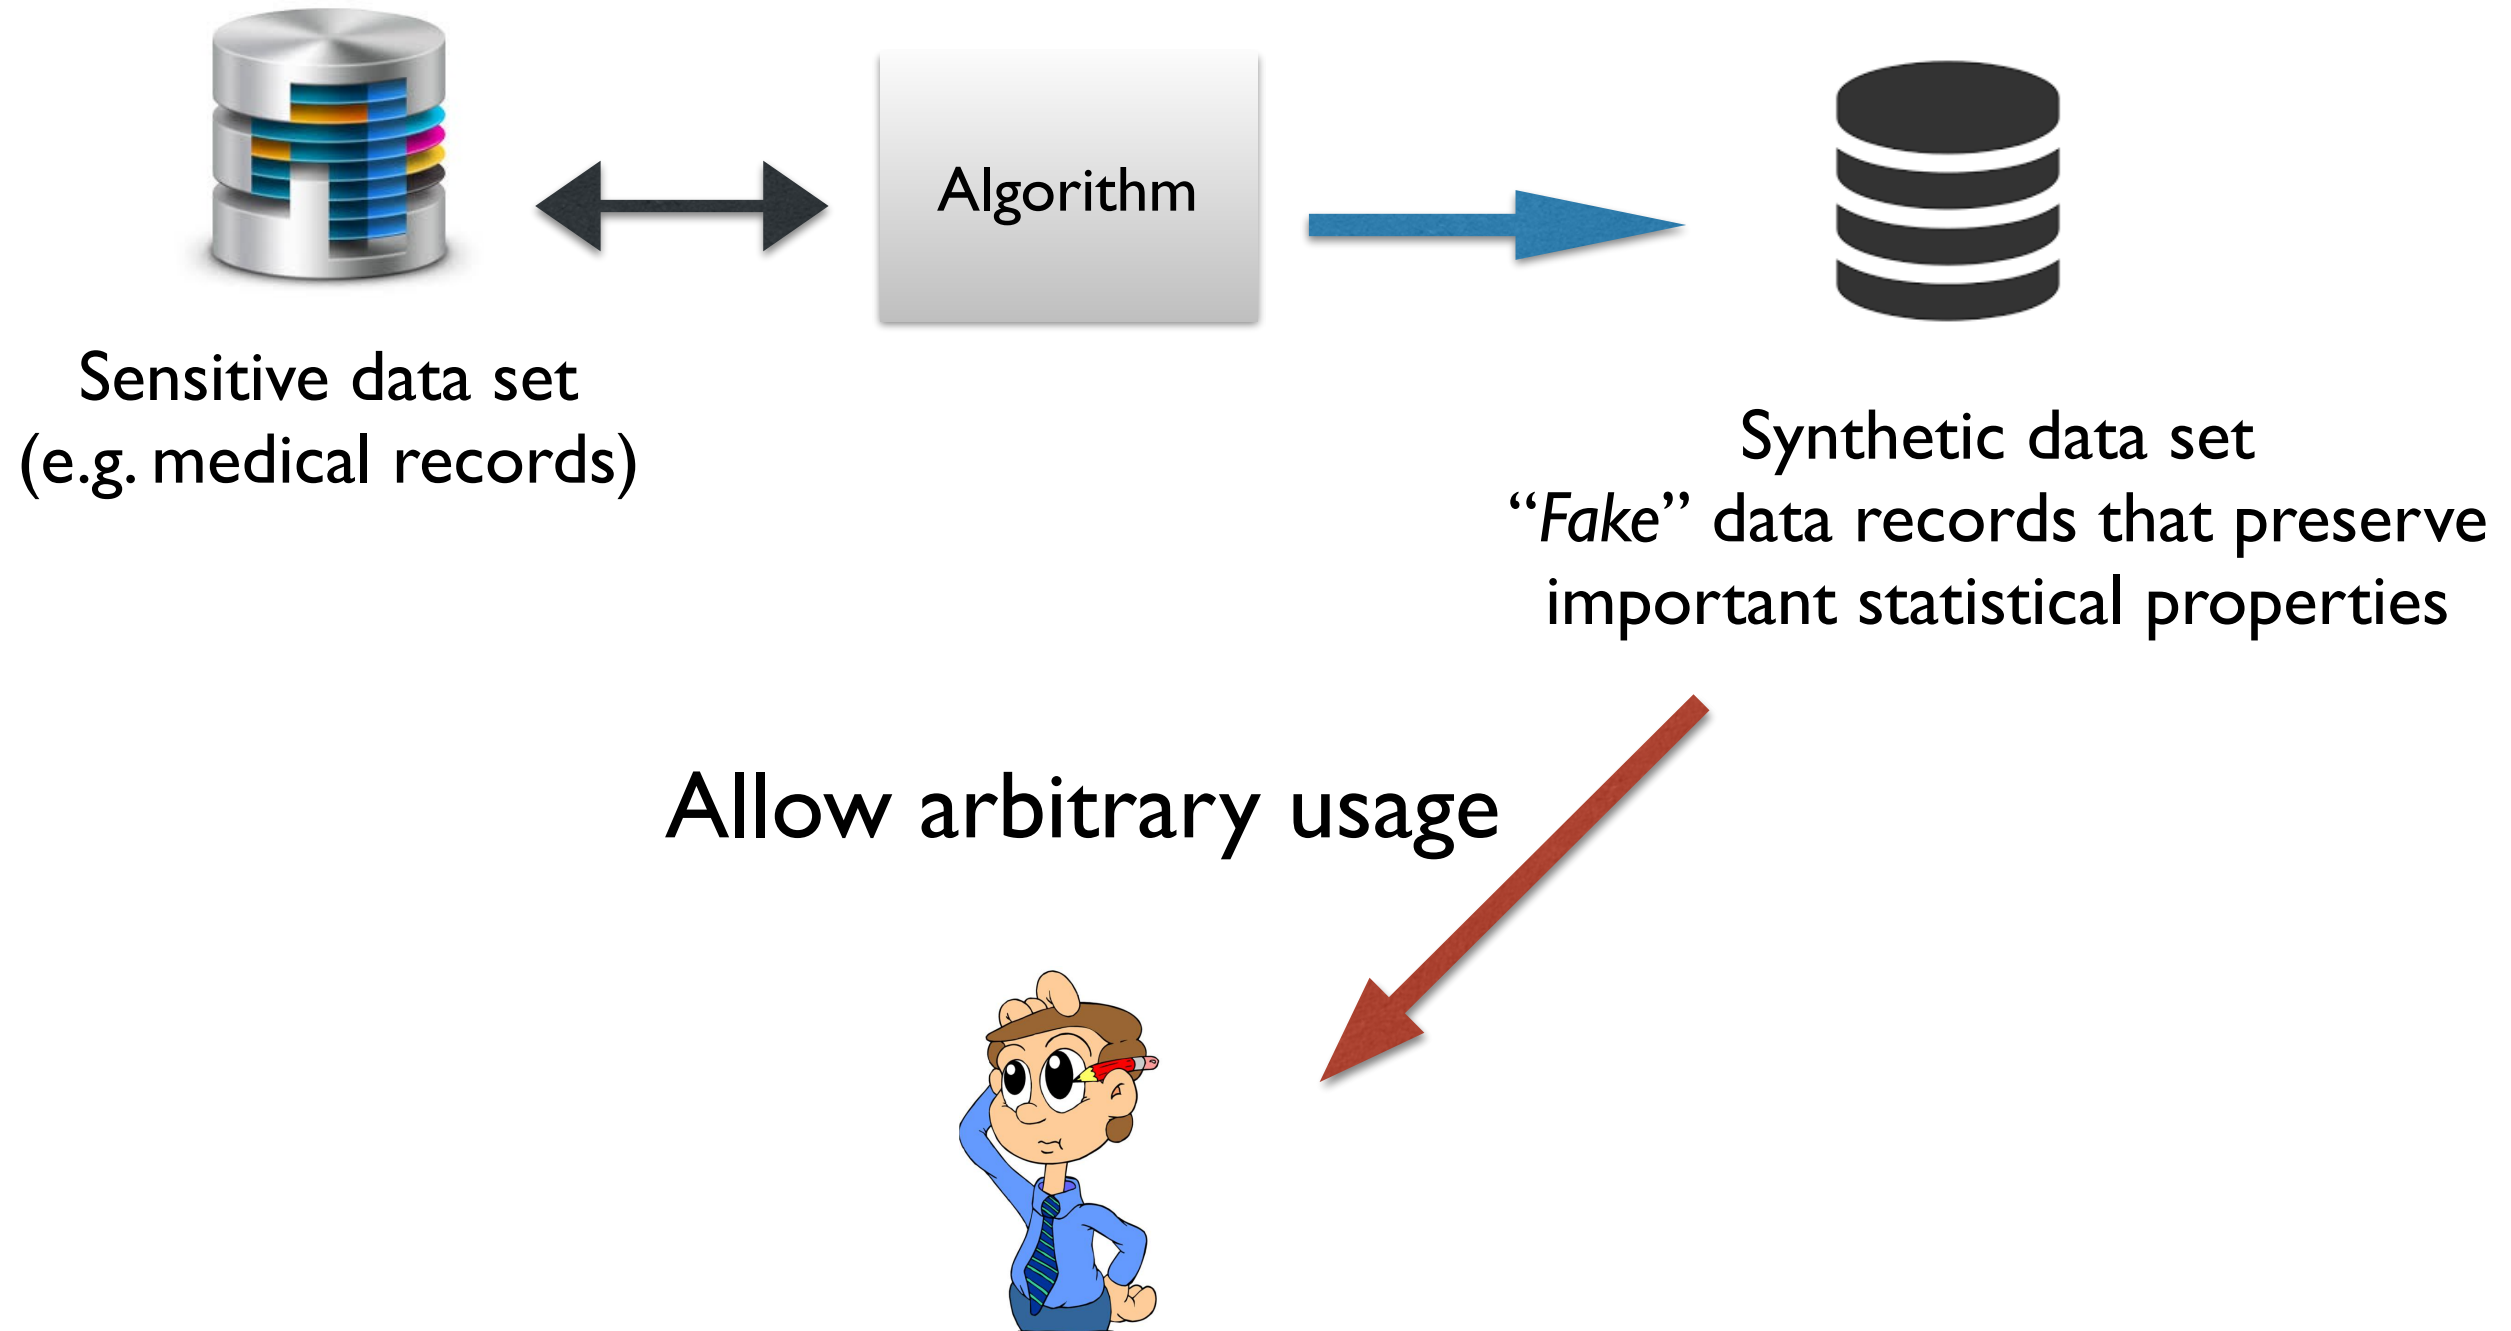 Algorithm
Sensitive data set
(e.g. medical records)
Synthetic data set
“Fake” data records that preserve
important statistical properties
Allow arbitrary usage